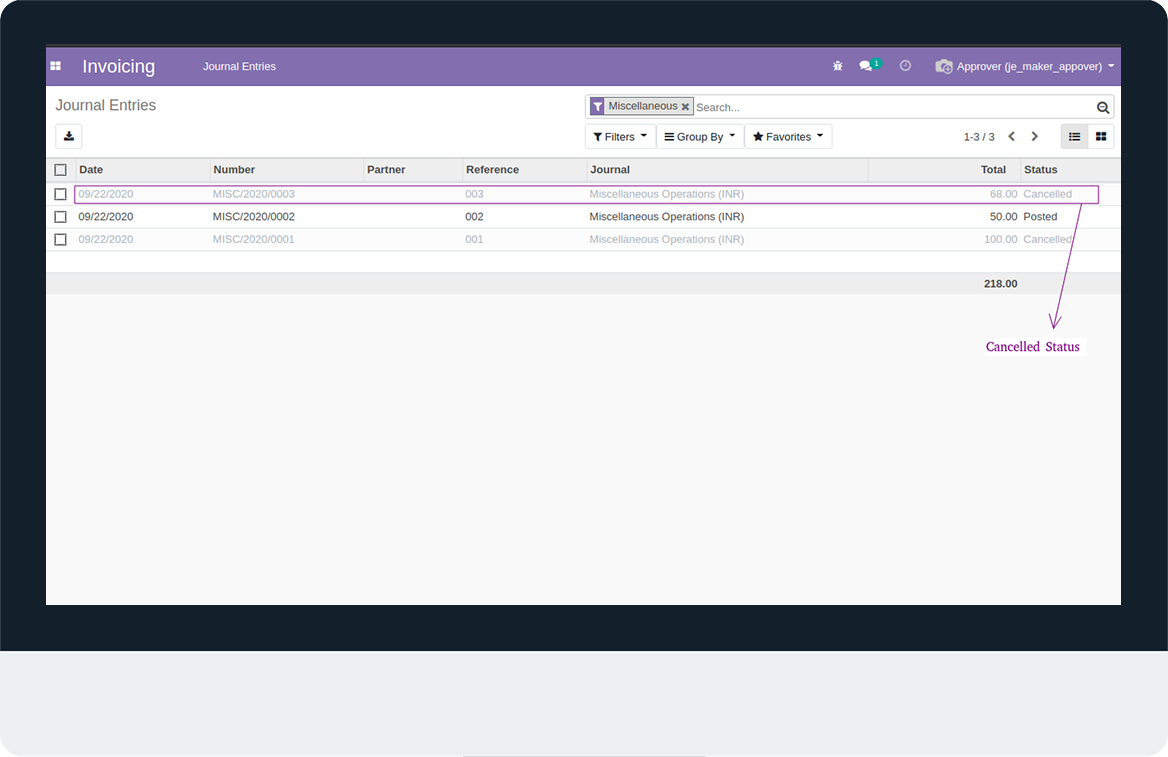 Invoicing Journal Entries 1 Approver (je_maker_appover)
Journal Entries Miscellaneous Search...
Filters Group By Favorites 1-3 / 3
Date Number Partner Reference Journal Total Status
09/22/2020 MISC/2020/0003 003 Miscellaneous Operations (INR) 68.00 Cancelled
09/22/2020 MISC/2020/0002 002 Miscellaneous Operations (INR) 50.00 Posted
09/22/2020 MISC/2020/0001 001 Miscellaneous Operations (INR) 100.00 Cancelled
218.00
Cancelled Status